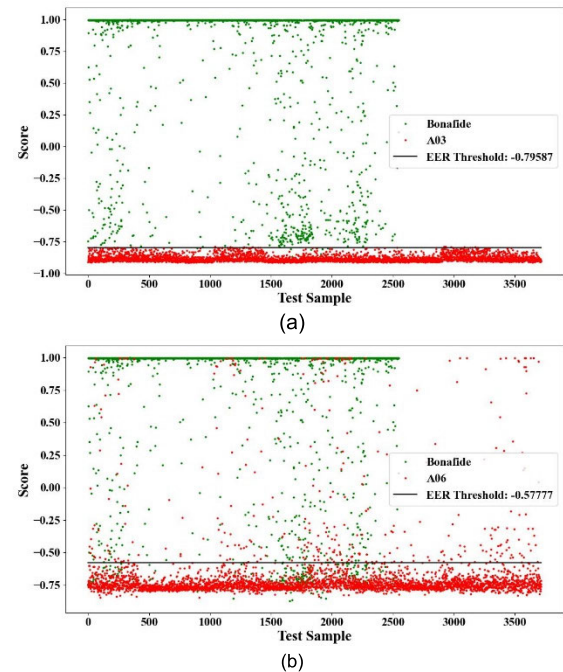 1.00
0.75
0.50
0.25
0.00
−0.25
−0.50
−0.75
−1.00
Score
Bonafide
A03
EER Threshold: -0.79587
0 500 1000 1500 2000 2500 3000 3500
Test Sample
(a)
1.00
0.75
0.50
0.25
0.00
−0.25
−0.50
−0.75
Score
Bonafide
A06
EER Threshold: -0.57777
0 500 1000 1500 2000 2500 3000 3500
Test Sample
(b)